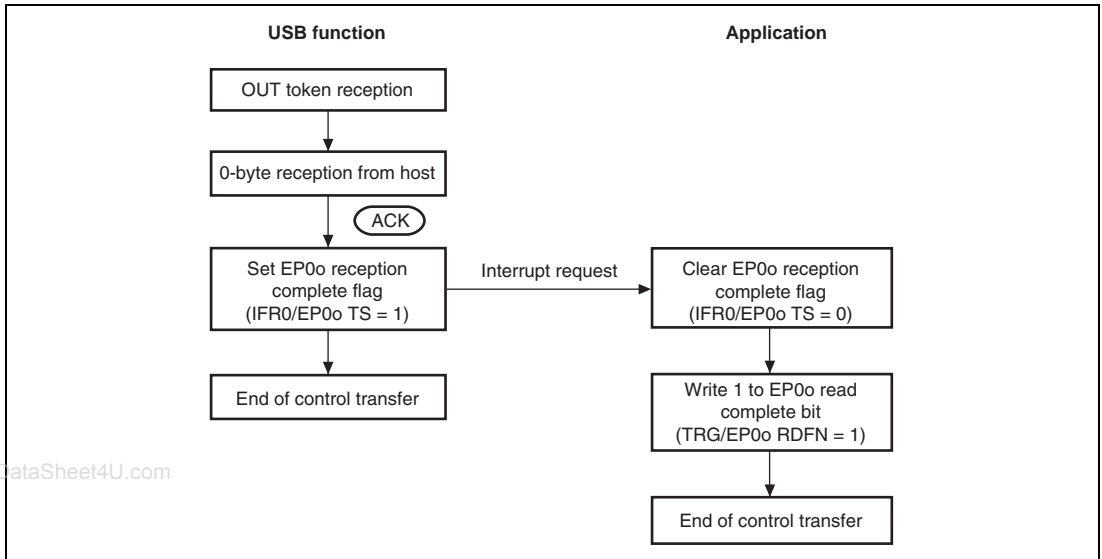 USB function
Application
OUT token reception
0-byte reception from host
ACK
Set EP0o reception
complete flag
(IFR0/EP0o TS = 1)
Interrupt request
Clear EP0o reception
complete flag
(IFR0/EP0o TS = 0)
End of control transfer
Write 1 to EP0o read
complete bit
(TRG/EP0o RDFN = 1)
End of control transfer
DataSheet4U.com